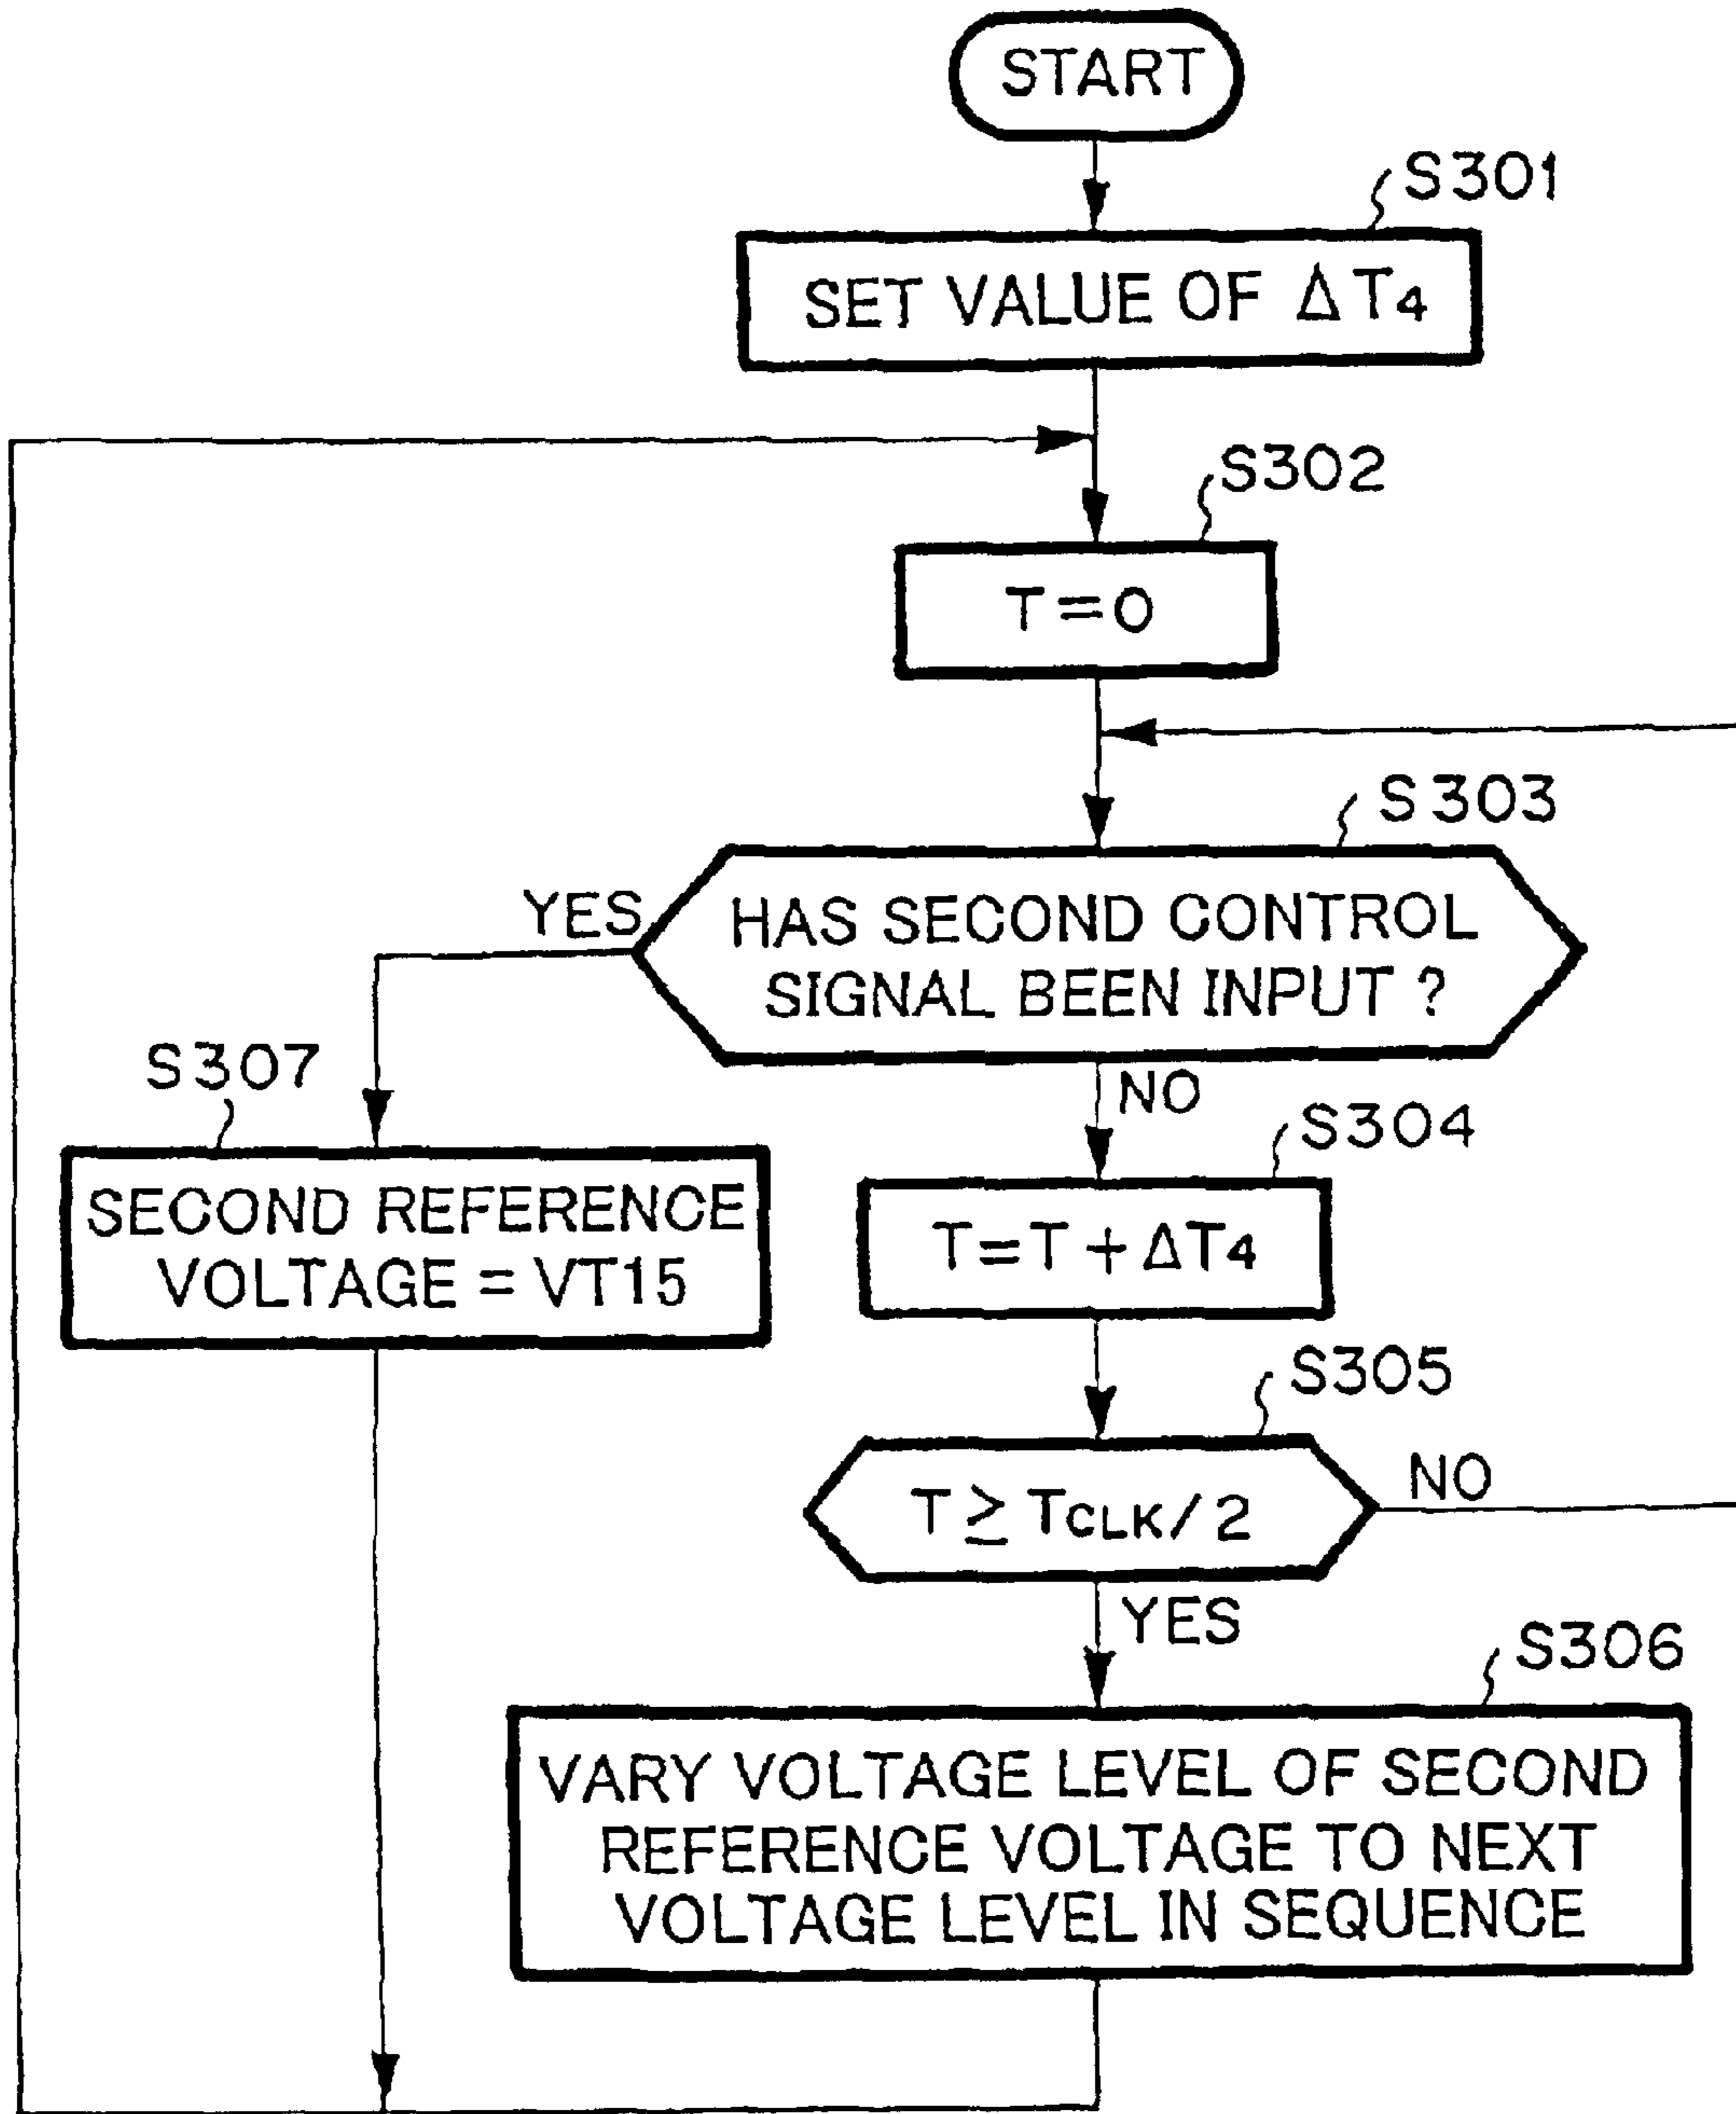 START
S301
SET VALUE OF ΔT4
S302
T=0
S303
YES
HAS SECOND CONTROL
SIGNAL BEEN INPUT ?
S307
NO
S304
SECOND REFERENCE
VOLTAGE = VT15
T=T+ΔT4
S305
T≧TCLK/2
NO
YES
S306
VARY VOLTAGE LEVEL OF SECOND
REFERENCE VOLTAGE TO NEXT
VOLTAGE LEVEL IN SEQUENCE